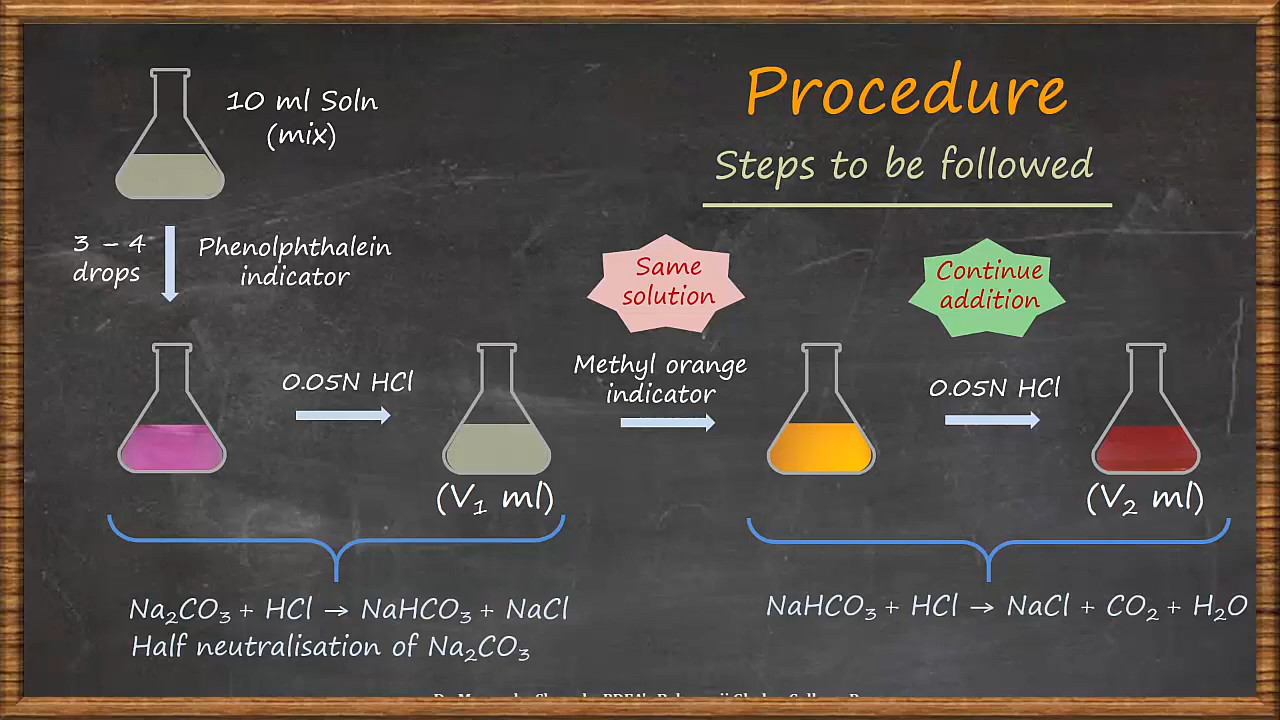 Procedure
Steps to be followed
10 ml Soln
(mix)
3 – 4
drops
Phenolphthalein
indicator
0.05N HCl
(V₁ ml)
Same
solution
Methyl orange
indicator
Continue
addition
0.05N HCl
(V₂ ml)
Na₂CO₃ + HCl → NaHCO₃ + NaCl
Half neutralisation of Na₂CO₃
NaHCO₃ + HCl → NaCl + CO₂ + H₂O